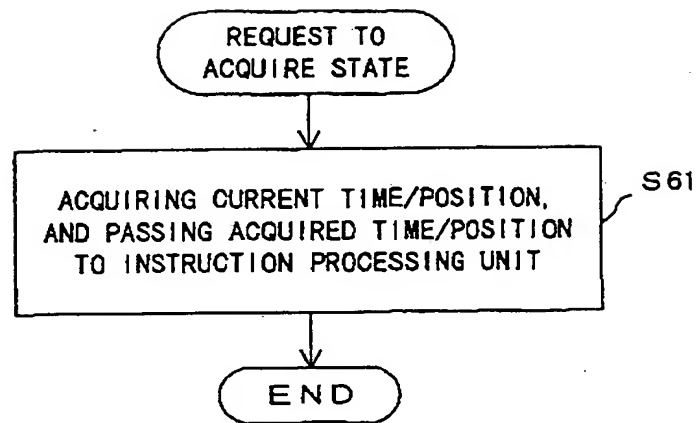 REQUEST TO
ACQUIRE STATE
ACQUIRING CURRENT TIME/POSITION,
AND PASSING ACQUIRED TIME/POSITION
TO INSTRUCTION PROCESSING UNIT
S61
END